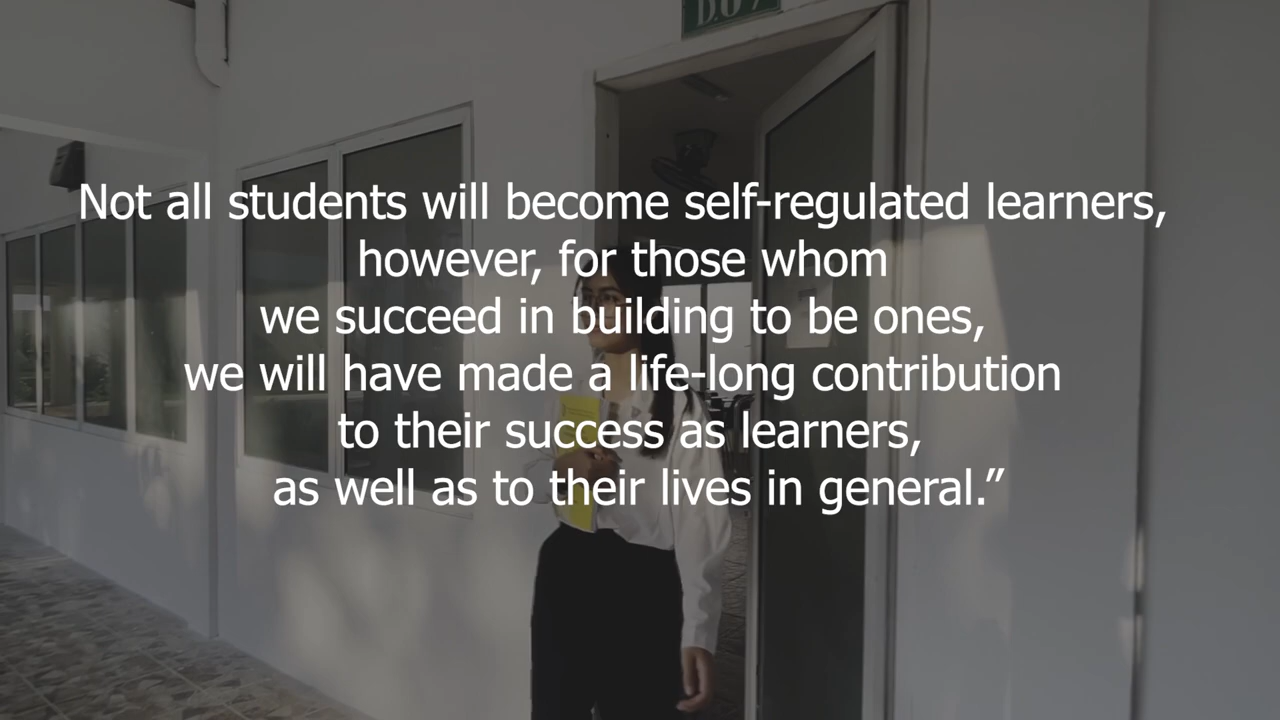 Not all students will become self-regulated learners,
however, for those whom
we succeed in building to be ones,
we will have made a life-long contribution
to their success as learners,
as well as to their lives in general.”